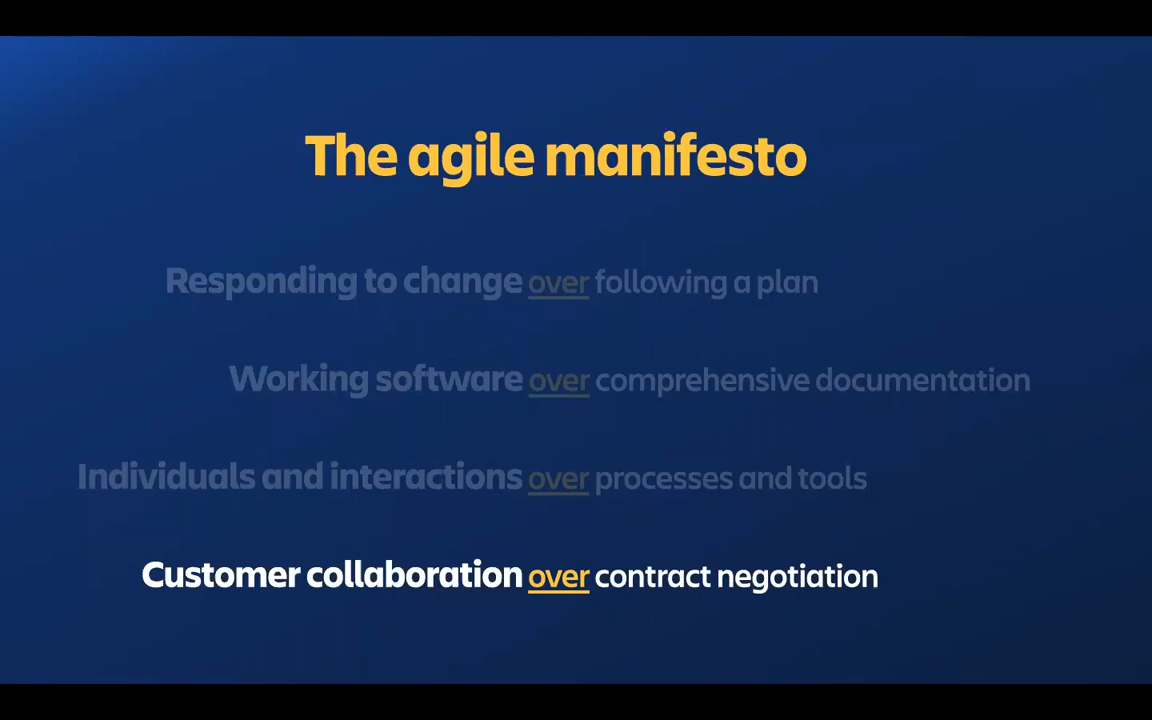 The agile manifesto
Responding to change over following a plan
Working software over comprehensive documentation
Individuals and interactions over processes and tools
Customer collaboration over contract negotiation